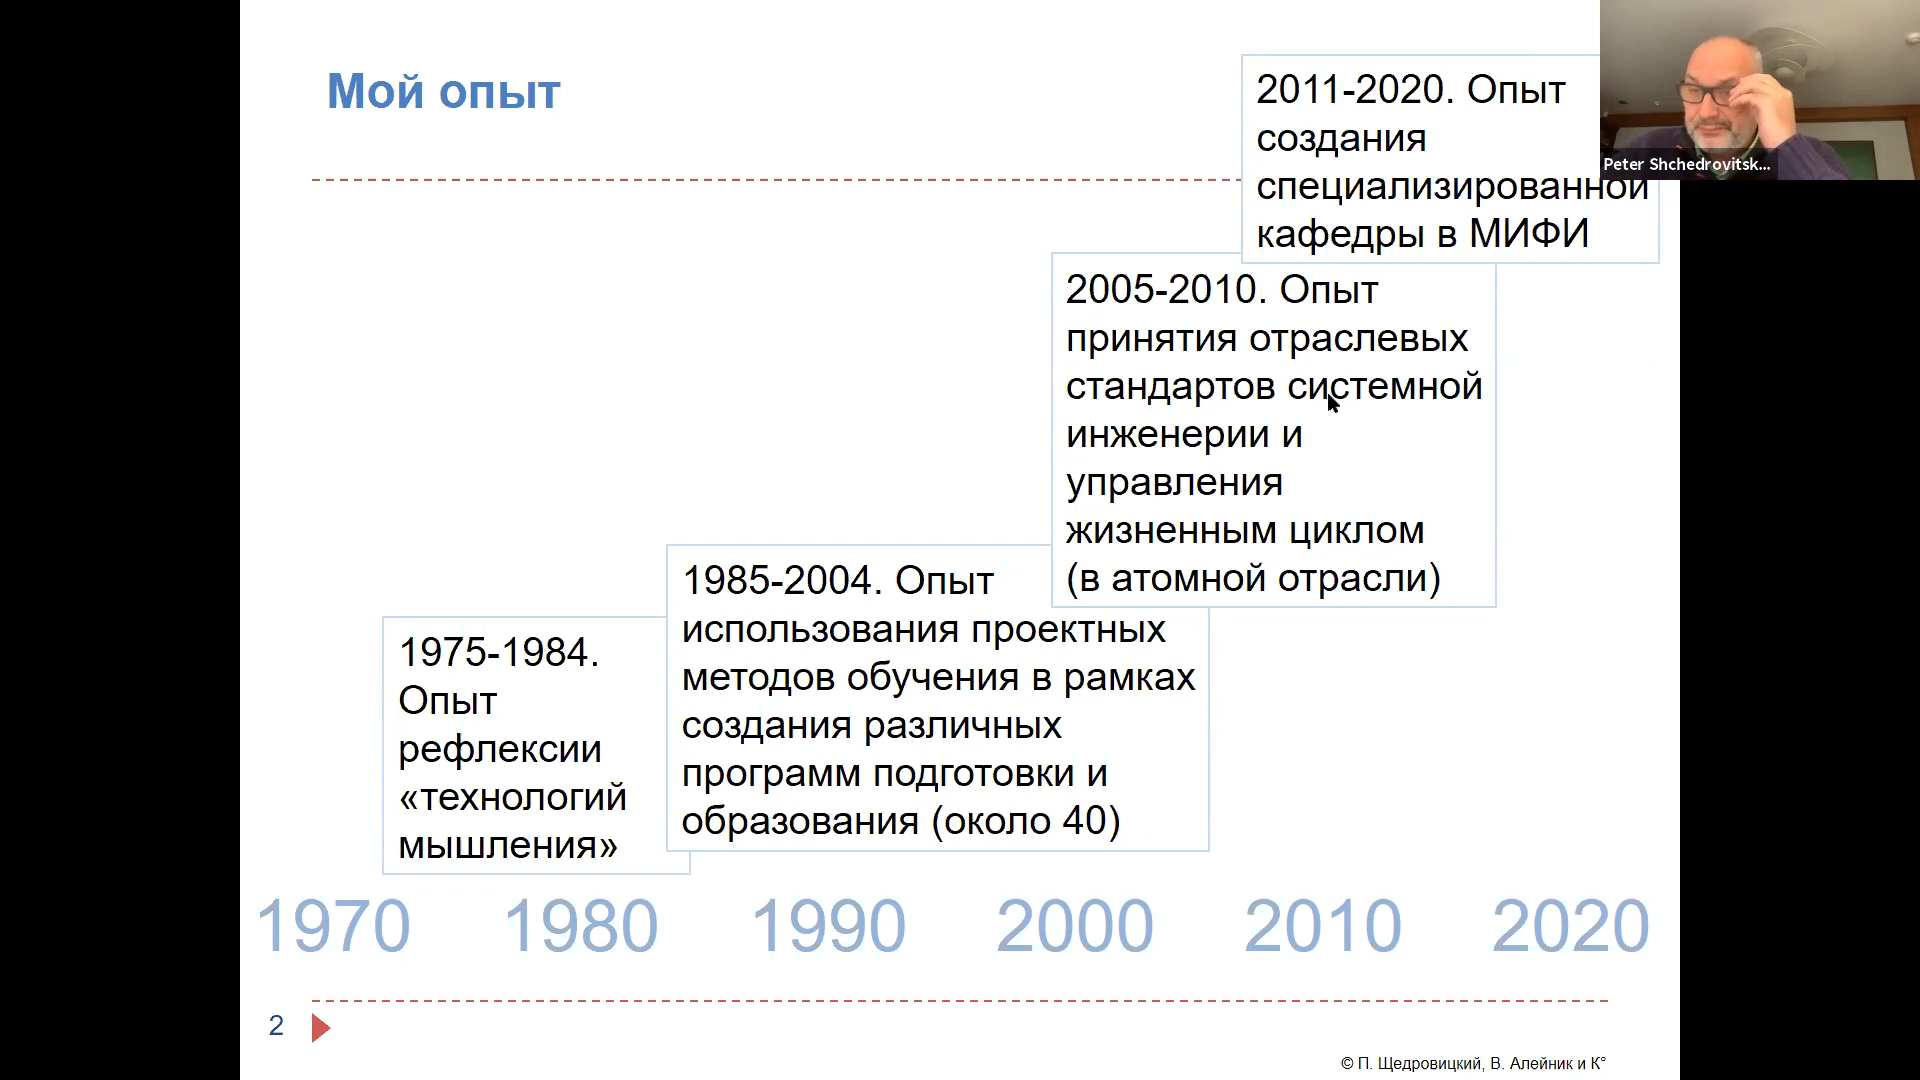 Мой опыт
2011-2020. Опыт
создания
специализированной
кафедры в МИФИ
Peter Shchedrovitsk...
2005-2010. Опыт
принятия отраслевых
стандартов системной
инженерии и
управления
жизненным циклом
(в атомной отрасли)
1985-2004. Опыт
использования проектных
методов обучения в рамках
создания различных
программ подготовки и
образования (около 40)
1975-1984.
Опыт
рефлексии
«технологий
мышления»
1970 1980 1990 2000 2010 2020
2
© П. Щедровицкий, В. Алейник и К°